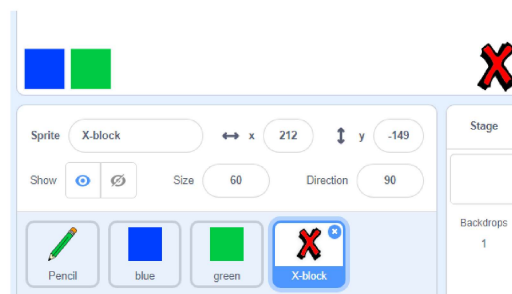 Sprite X-block x 212 y -149
Show Size 60 Direction 90
Pencil blue green X-block
Stage
Backdrops
1